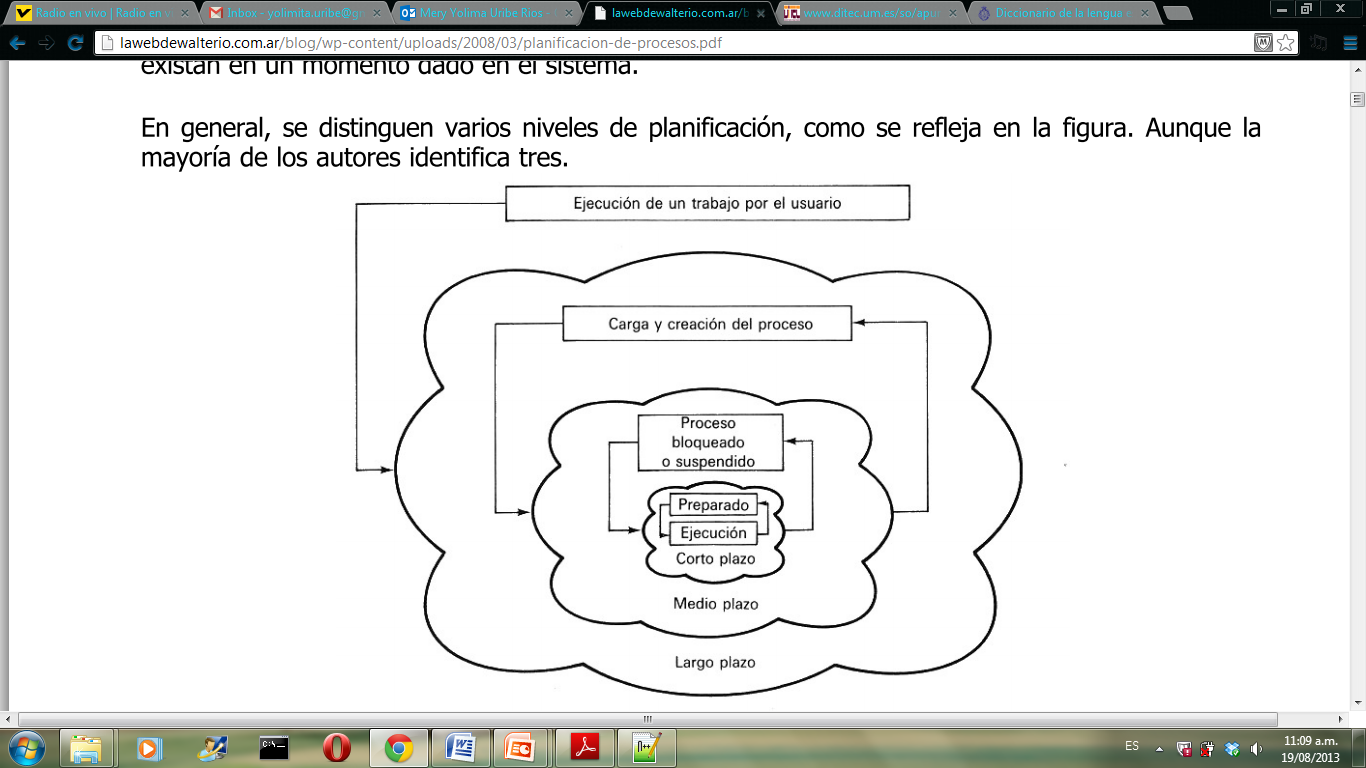 Radio en vivo | Radio en v
Inbox - yolimita.uribe@g
Mery Yolima Uribe Rios -
lawebdewalterio.com.ar/b
www.ditec.um.es/so/apu
Diccionario de la lengua e
lawebdewalterio.com.ar/blog/wp-content/uploads/2008/03/planificacion-de-procesos.pdf
existan en un momento dado en el sistema.
En general, se distinguen varios niveles de planificación, como se refleja en la figura. Aunque la
mayoría de los autores identifica tres.
Ejecución de un trabajo por el usuario
Carga y creación del proceso
Proceso
bloqueado
o suspendido
Preparado
Ejecución
Corto plazo
Medio plazo
Largo plazo
ES
11:09 a.m.
19/08/2013